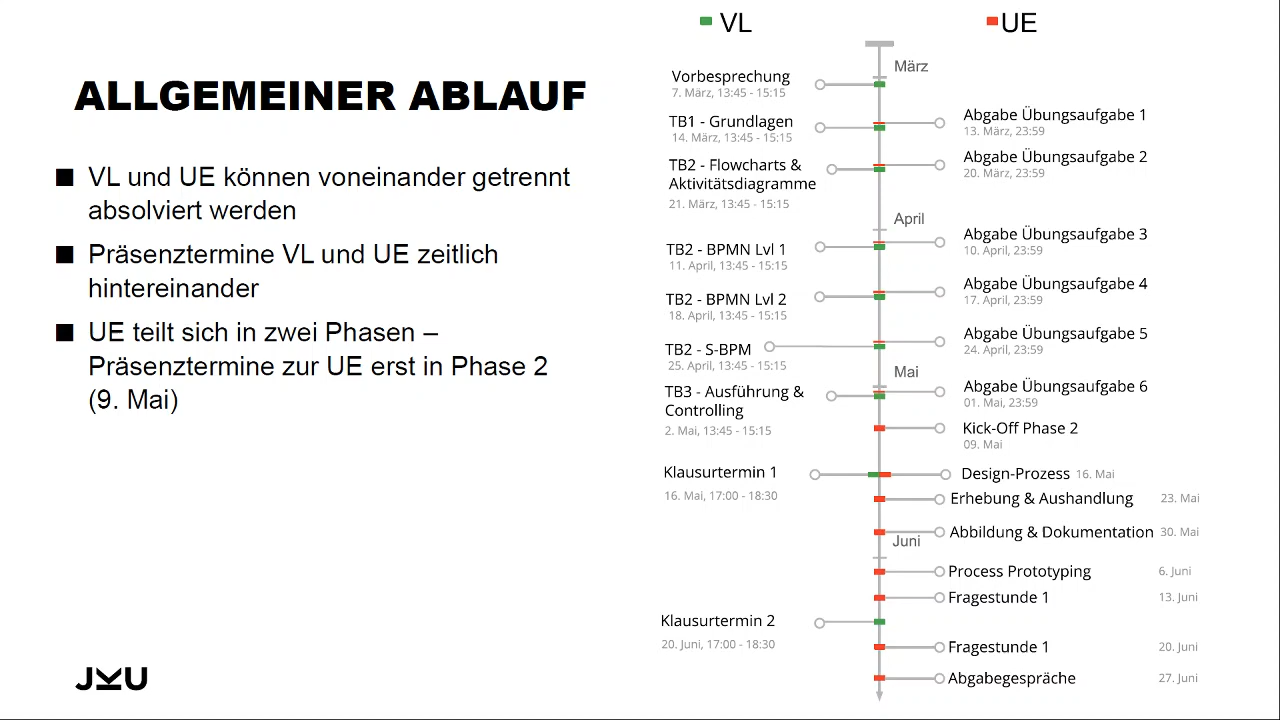 ALLGEMEINER ABLAUF
VL und UE können voneinander getrennt
absolviert werden
Präsenztermine VL und UE zeitlich
hintereinander
UE teilt sich in zwei Phasen –
Präsenztermine zur UE erst in Phase 2
(9. Mai)
JKU
VL
UE
März
Vorbesprechung
7. März, 13:45 - 15:15
Abgabe Übungsaufgabe 1
13. März, 23:59
TB1 - Grundlagen
14. März, 13:45 - 15:15
Abgabe Übungsaufgabe 2
20. März, 23:59
TB2 - Flowcharts &
Aktivitätsdiagramme
21. März, 13:45 - 15:15
April
Abgabe Übungsaufgabe 3
10. April, 23:59
TB2 - BPMN Lvl 1
11. April, 13:45 - 15:15
Abgabe Übungsaufgabe 4
17. April, 23:59
TB2 - BPMN Lvl 2
18. April, 13:45 - 15:15
Abgabe Übungsaufgabe 5
24. April, 23:59
TB2 - S-BPM
25. April, 13:45 - 15:15
Mai
Abgabe Übungsaufgabe 6
01. Mai, 23:59
TB3 - Ausführung &
Controlling
2. Mai, 13:45 - 15:15
Kick-Off Phase 2
09. Mai
Klausurtermin 1
16. Mai, 17:00 - 18:30
Design-Prozess 16. Mai
Erhebung & Aushandlung 23. Mai
Abbildung & Dokumentation 30. Mai
Juni
Process Prototyping 6. Juni
Fragestunde 1 13. Juni
Klausurtermin 2
20. Juni, 17:00 - 18:30
Fragestunde 1 20. Juni
Abgabegespräche 27. Juni